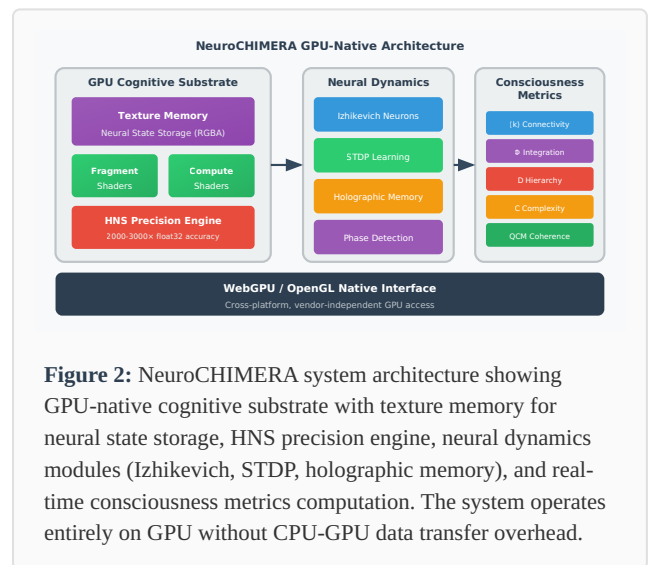 NeuroCHIMERA GPU-Native Architecture
GPU Cognitive Substrate
Texture Memory
Neural State Storage (RGBA)
Fragment
Shaders
Compute
Shaders
HNS Precision Engine
2000-3000× float32 accuracy
Neural Dynamics
Izhikevich Neurons
STDP Learning
Holographic Memory
Phase Detection
Consciousness
Metrics
⟨k⟩ Connectivity
Φ Integration
D Hierarchy
C Complexity
QCM Coherence
WebGPU / OpenGL Native Interface
Cross-platform, vendor-independent GPU access
Figure 2: NeuroCHIMERA system architecture showing
GPU-native cognitive substrate with texture memory for
neural state storage, HNS precision engine, neural dynamics
modules (Izhikevich, STDP, holographic memory), and real-
time consciousness metrics computation. The system operates
entirely on GPU without CPU-GPU data transfer overhead.